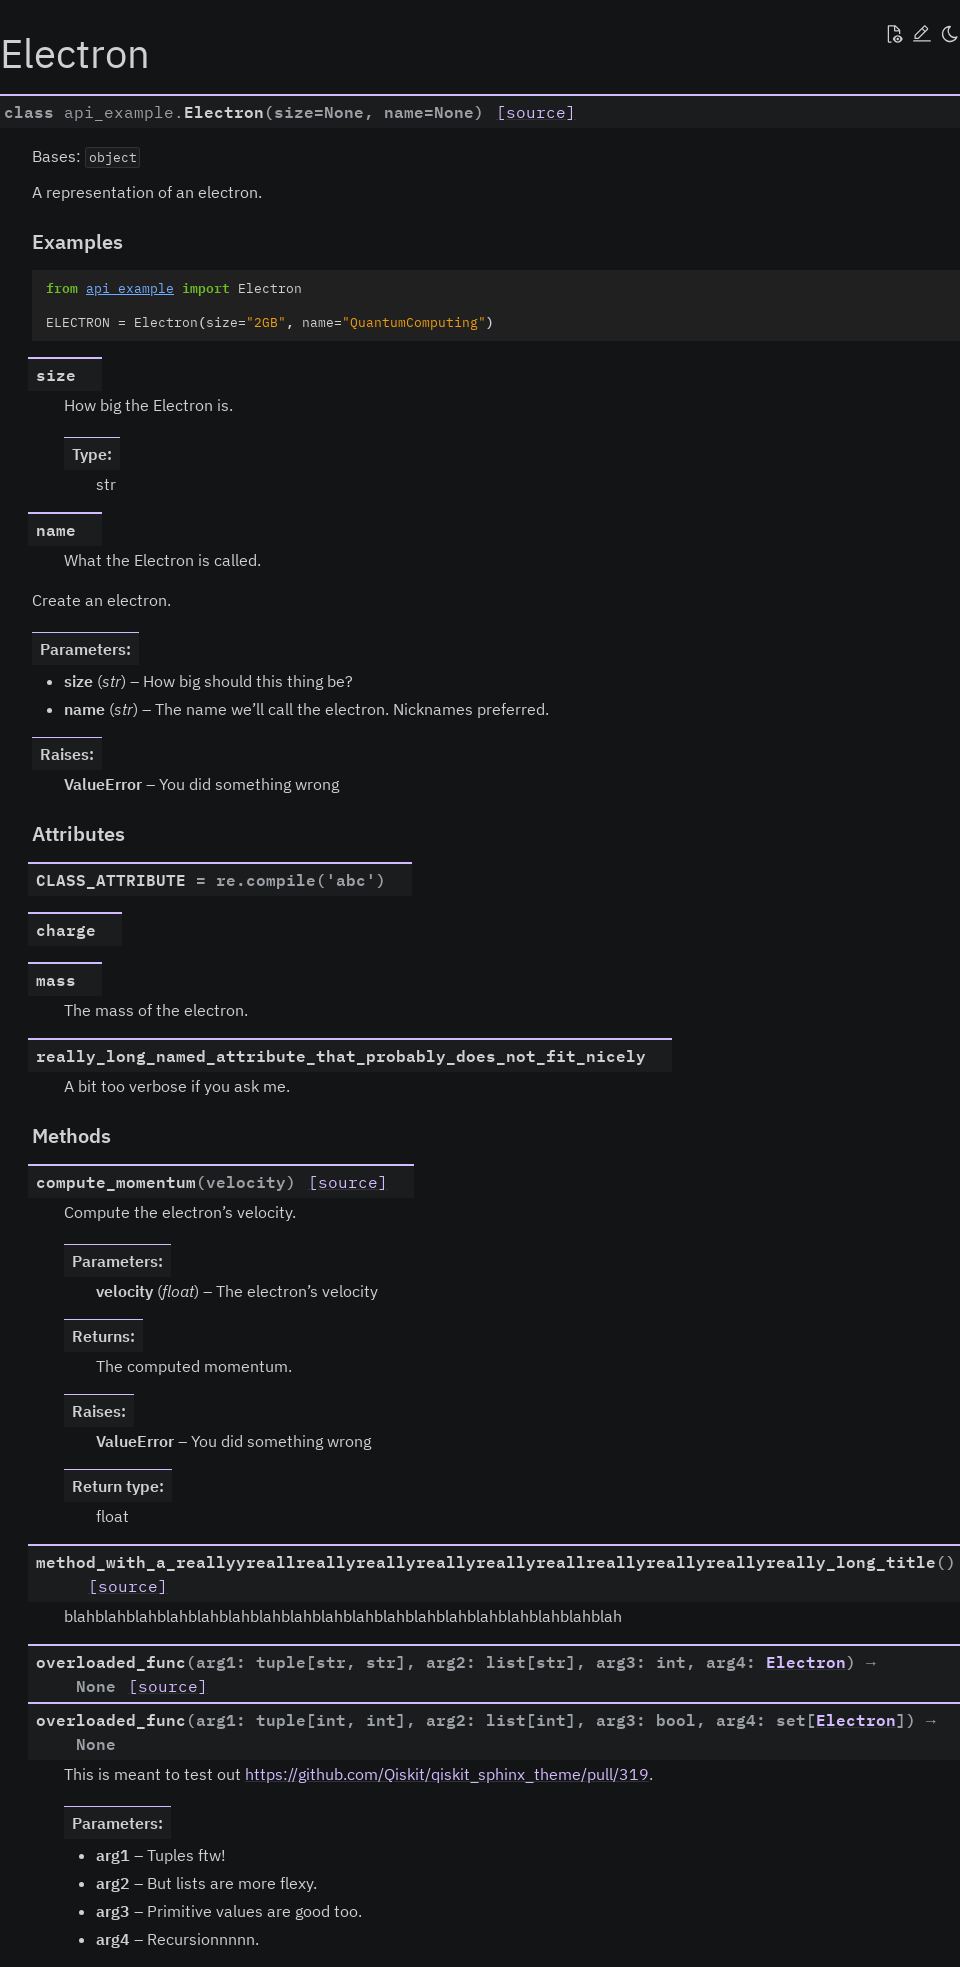 Electron
class api_example.Electron(size=None, name=None) [source]
Bases: object
A representation of an electron.
Examples
from api_example import Electron
ELECTRON = Electron(size="2GB", name="QuantumComputing")
size
How big the Electron is.
Type:
str
name
What the Electron is called.
Create an electron.
Parameters:
• size (str) – How big should this thing be?
• name (str) – The name we’ll call the electron. Nicknames preferred.
Raises:
ValueError – You did something wrong
Attributes
CLASS_ATTRIBUTE = re.compile('abc')
charge
mass
The mass of the electron.
really_long_named_attribute_that_probably_does_not_fit_nicely
A bit too verbose if you ask me.
Methods
compute_momentum(velocity) [source]
Compute the electron’s velocity.
Parameters:
velocity (float) – The electron’s velocity
Returns:
The computed momentum.
Raises:
ValueError – You did something wrong
Return type:
float
method_with_a_reallyyreallreallyreallyreallyreallyreallreallyreallyreallyreally_long_title()
[source]
blahblahblahblahblahblahblahblahblahblahblahblahblahblahblahblahblahblah
overloaded_func(arg1: tuple[str, str], arg2: list[str], arg3: int, arg4: Electron) →
None [source]
overloaded_func(arg1: tuple[int, int], arg2: list[int], arg3: bool, arg4: set[Electron]) →
None
This is meant to test out https://github.com/Qiskit/qiskit_sphinx_theme/pull/319.
Parameters:
• arg1 – Tuples ftw!
• arg2 – But lists are more flexy.
• arg3 – Primitive values are good too.
• arg4 – Recursionnnnn.